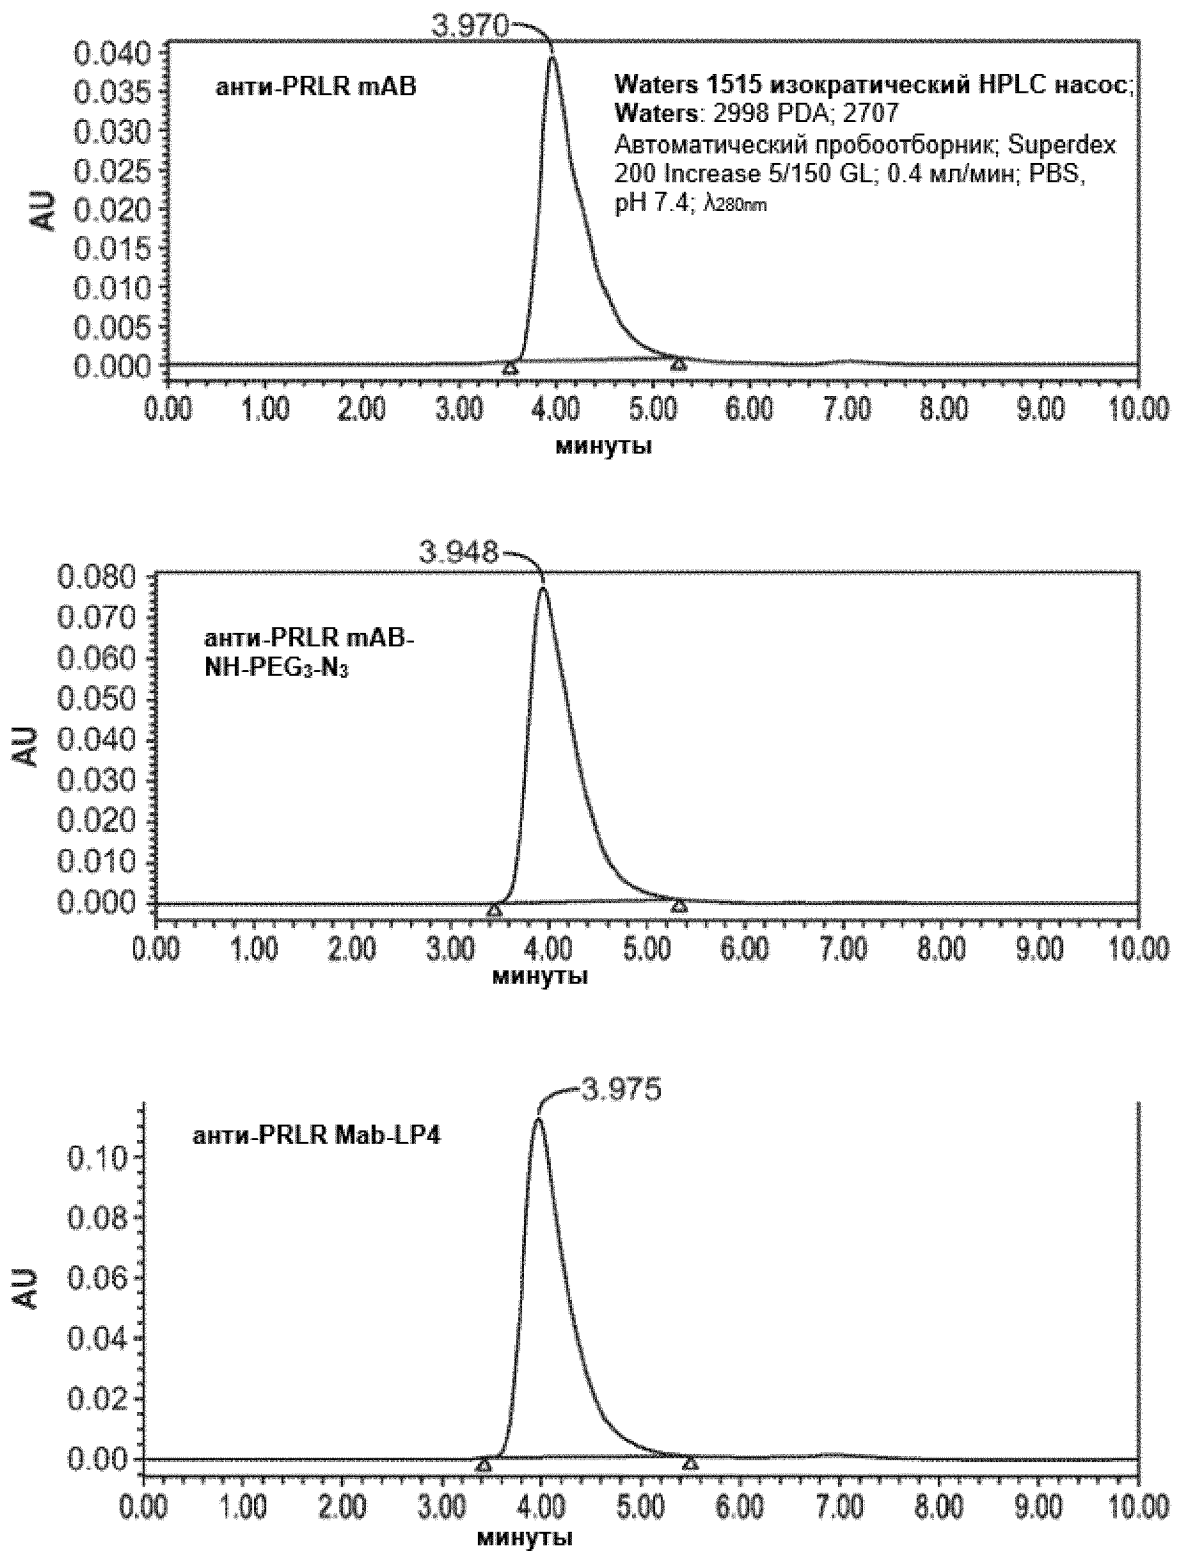 3.970
0.040
анти-PRLR mAB
Waters 1515 изократический HPLC насос;
Waters: 2998 PDA; 2707
Автоматический пробоотборник; Superdex
200 Increase 5/150 GL; 0.4 мл/мин; PBS,
pH 7.4; λ280nm
0.035
0.030
0.025
0.020
0.015
0.010
0.005
0.000
AU
0.00 1.00 2.00 3.00 4.00 5.00 6.00 7.00 8.00 9.00 10.00
минуты
3.948
0.080
0.070
анти-PRLR mAB-
NH-PEG₃-N₃
0.060
0.050
0.040
0.030
0.020
0.010
0.000
AU
0.00 1.00 2.00 3.00 4.00 5.00 6.00 7.00 8.00 9.00 10.00
минуты
3.975
анти-PRLR Mab-LP4
0.10
0.08
0.06
0.04
0.02
0.00
AU
0.00 1.00 2.00 3.00 4.00 5.00 6.00 7.00 8.00 9.00 10.00
минуты